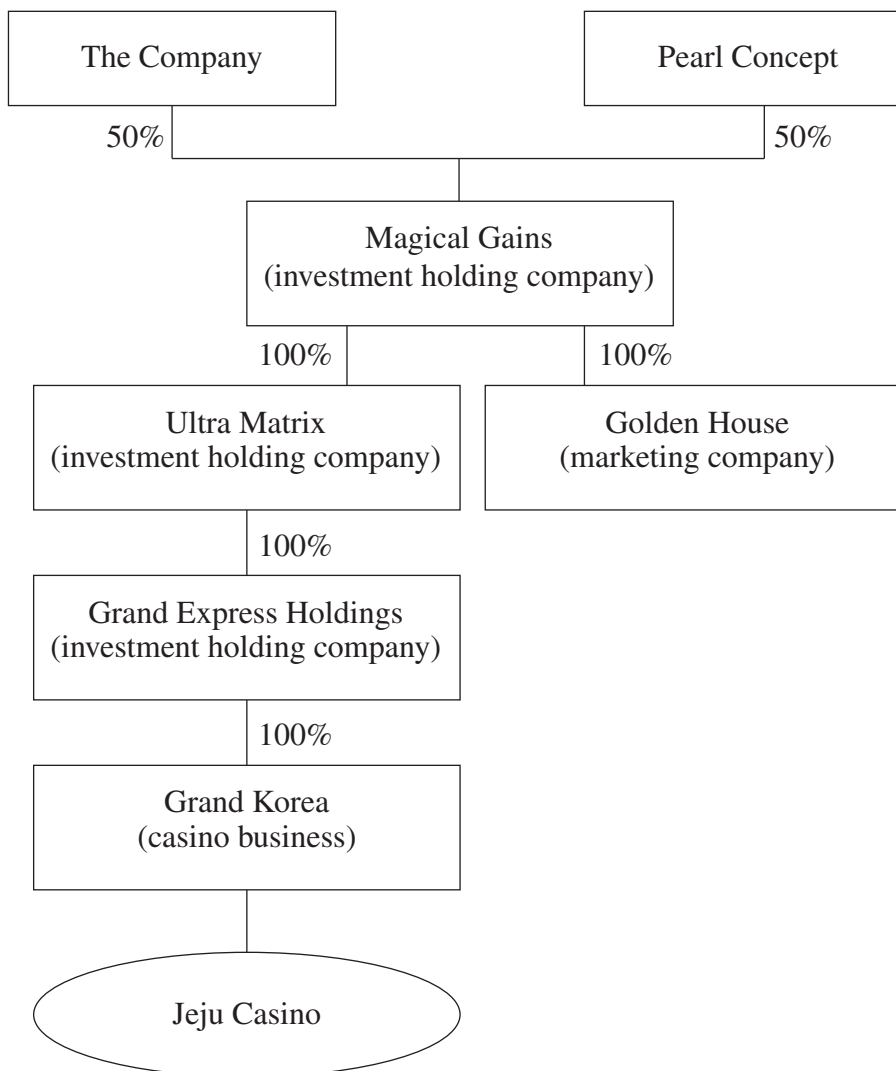 The Company
Pearl Concept
50%
50%
Magical Gains
(investment holding company)
100%
100%
Ultra Matrix
(investment holding company)
Golden House
(marketing company)
100%
Grand Express Holdings
(investment holding company)
100%
Grand Korea
(casino business)
Jeju Casino